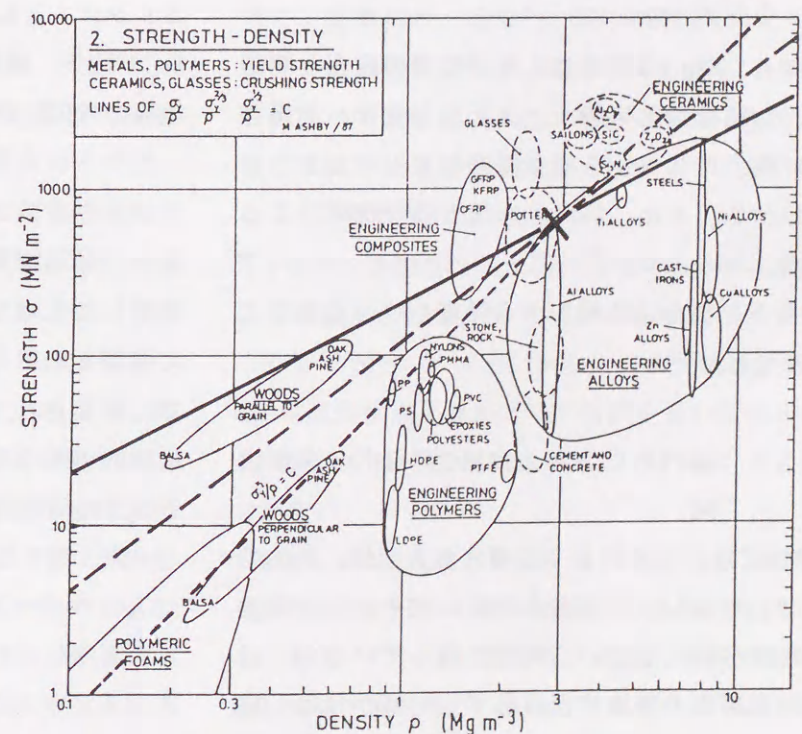 10,000
2. STRENGTH-DENSITY
METALS, POLYMERS: YIELD STRENGTH
CERAMICS, GLASSES: CRUSHING STRENGTH
LINES OF
= C
M ASHBY/87
ENGINEERING
CERAMICS
GLASSES
SAILONS
SiC
Si3N4
1000
GFRP
KFRP
CFRP
STEELS
ENGINEERING
COMPOSITES
Ni ALLOYS
CAST
IRONS
Al ALLOYS
Cu ALLOYS
STONE,
ROCK
Zn
ALLOYS
100
OAK
ASH
PINE
NYLONS
PMMA
ENGINEERING
ALLOYS
WOODS
PARALLEL TO
GRAIN
PP
PS
PVC
EPOXIES
POLYESTERS
BALSA
OAK
ASH
PINE
HDPE
PTFE
CEMENT AND
CONCRETE
ENGINEERING
POLYMERS
10
WOODS
PERPENDICULAR
TO GRAIN
LDPE
BALSA
POLYMERIC
FOAMS
1
0.1
0.3
1
3
10
STRENGTH σ (MN m-2)
DENSITY ρ (Mg m-3)